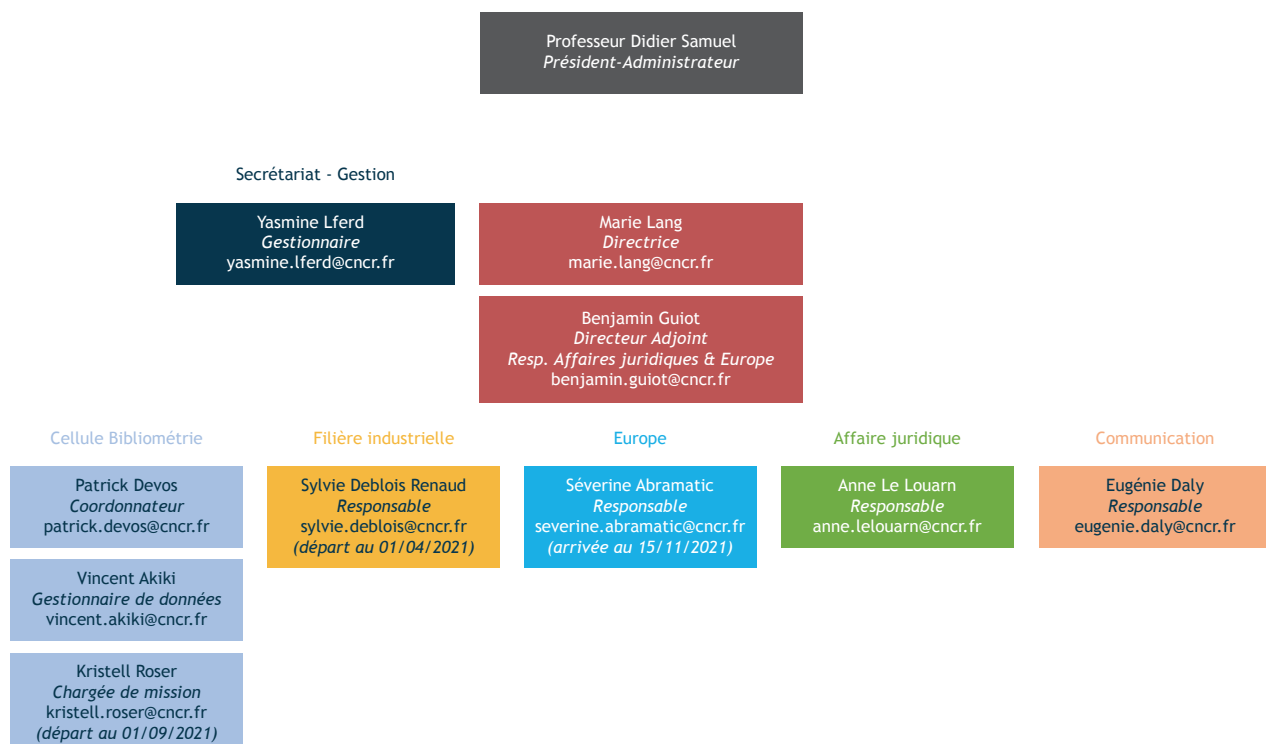 Professeur Didier Samuel
Président-Administrateur
Secrétariat - Gestion
Yasmine Lferd
Gestionnaire
yasmine.lferd@cncr.fr
Marie Lang
Directrice
marie.lang@cncr.fr
Benjamin Guiot
Directeur Adjoint
Resp. Affaires juridiques & Europe
benjamin.guiot@cncr.fr
Cellule Bibliométrie
Patrick Devos
Coordonnateur
patrick.devos@cncr.fr
Vincent Akiki
Gestionnaire de données
vincent.akiki@cncr.fr
Kristell Roser
Chargée de mission
kristell.roser@cncr.fr
(départ au 01/09/2021)
Filière industrielle
Sylvie Deblois Renaud
Responsable
sylvie.deblois@cncr.fr
(départ au 01/04/2021)
Europe
Séverine Abramatic
Responsable
severine.abramatic@cncr.fr
(arrivée au 15/11/2021)
Affaire juridique
Anne Le Louarn
Responsable
anne.lelouarn@cncr.fr
Communication
Eugénie Daly
Responsable
eugenie.daly@cncr.fr